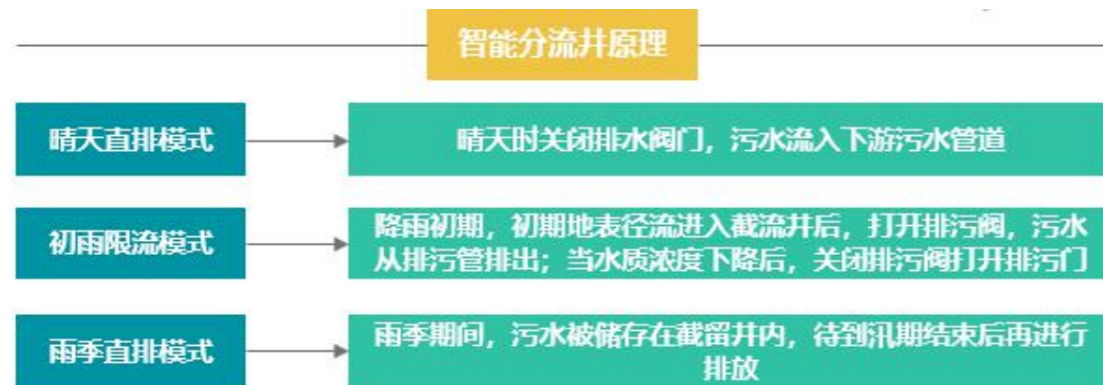 智能分流井原理
晴天直排模式
晴天时关闭排水阀门，污水流入下游污水管道
初雨限流模式
降雨初期，初期地表径流进入截流井后，打开排污阀，污水
从排污管排出；当水质浓度下降后，关闭排污阀打开排污门
雨季直排模式
雨季期间，污水被储存在截留井内，待到汛期结束后再进行
排放